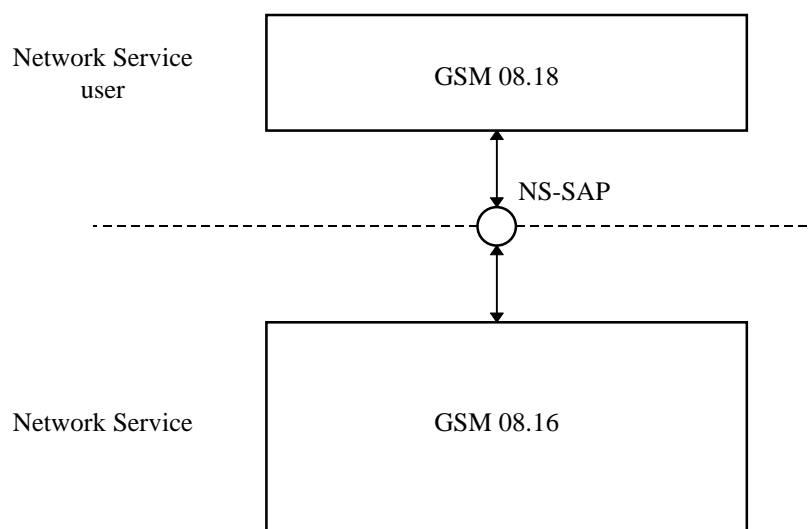 Network Service
user
GSM 08.18
NS-SAP
Network Service
GSM 08.16